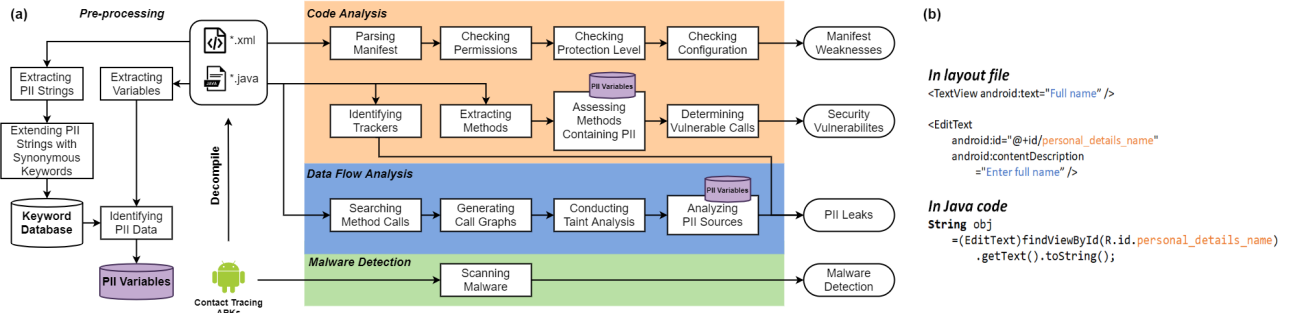 (a)
Pre-processing
*.xml
*.java
JAVA
Extracting
PII Strings
Extracting
Variables
Extending PII
Strings with
Synonymous
Keywords
Keyword
Database
Identifying
PII Data
PII Variables
Decompile
Contact Tracing
APKs
Code Analysis
Parsing
Manifest
Checking
Permissions
Checking
Protection Level
Checking
Configuration
Manifest
Weaknesses
Identifying
Trackers
Extracting
Methods
PII Variables
Assessing
Methods
Containing PII
Determining
Vulnerable Calls
Security
Vulnerabilites
Data Flow Analysis
Searching
Method Calls
Generating
Call Graphs
Conducting
Taint Analysis
PII Variables
Analyzing
PII Sources
PII Leaks
Malware Detection
Scanning
Malware
Malware
Detection
(b)
In layout file
<TextView android:text="Full name" />
<EditText
android:id="@+id/personal_details_name"
android:contentDescription
="Enter full name" />
In Java code
String obj
=(EditText)findViewById(R.id.personal_details_name)
.getText().toString();